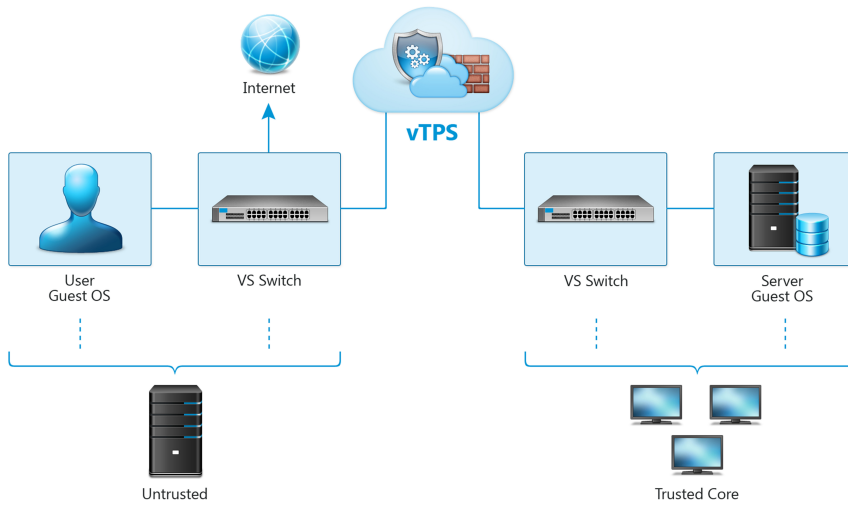 Internet
vTPS
User
Guest OS
VS Switch
VS Switch
Server
Guest OS
Untrusted
Trusted Core